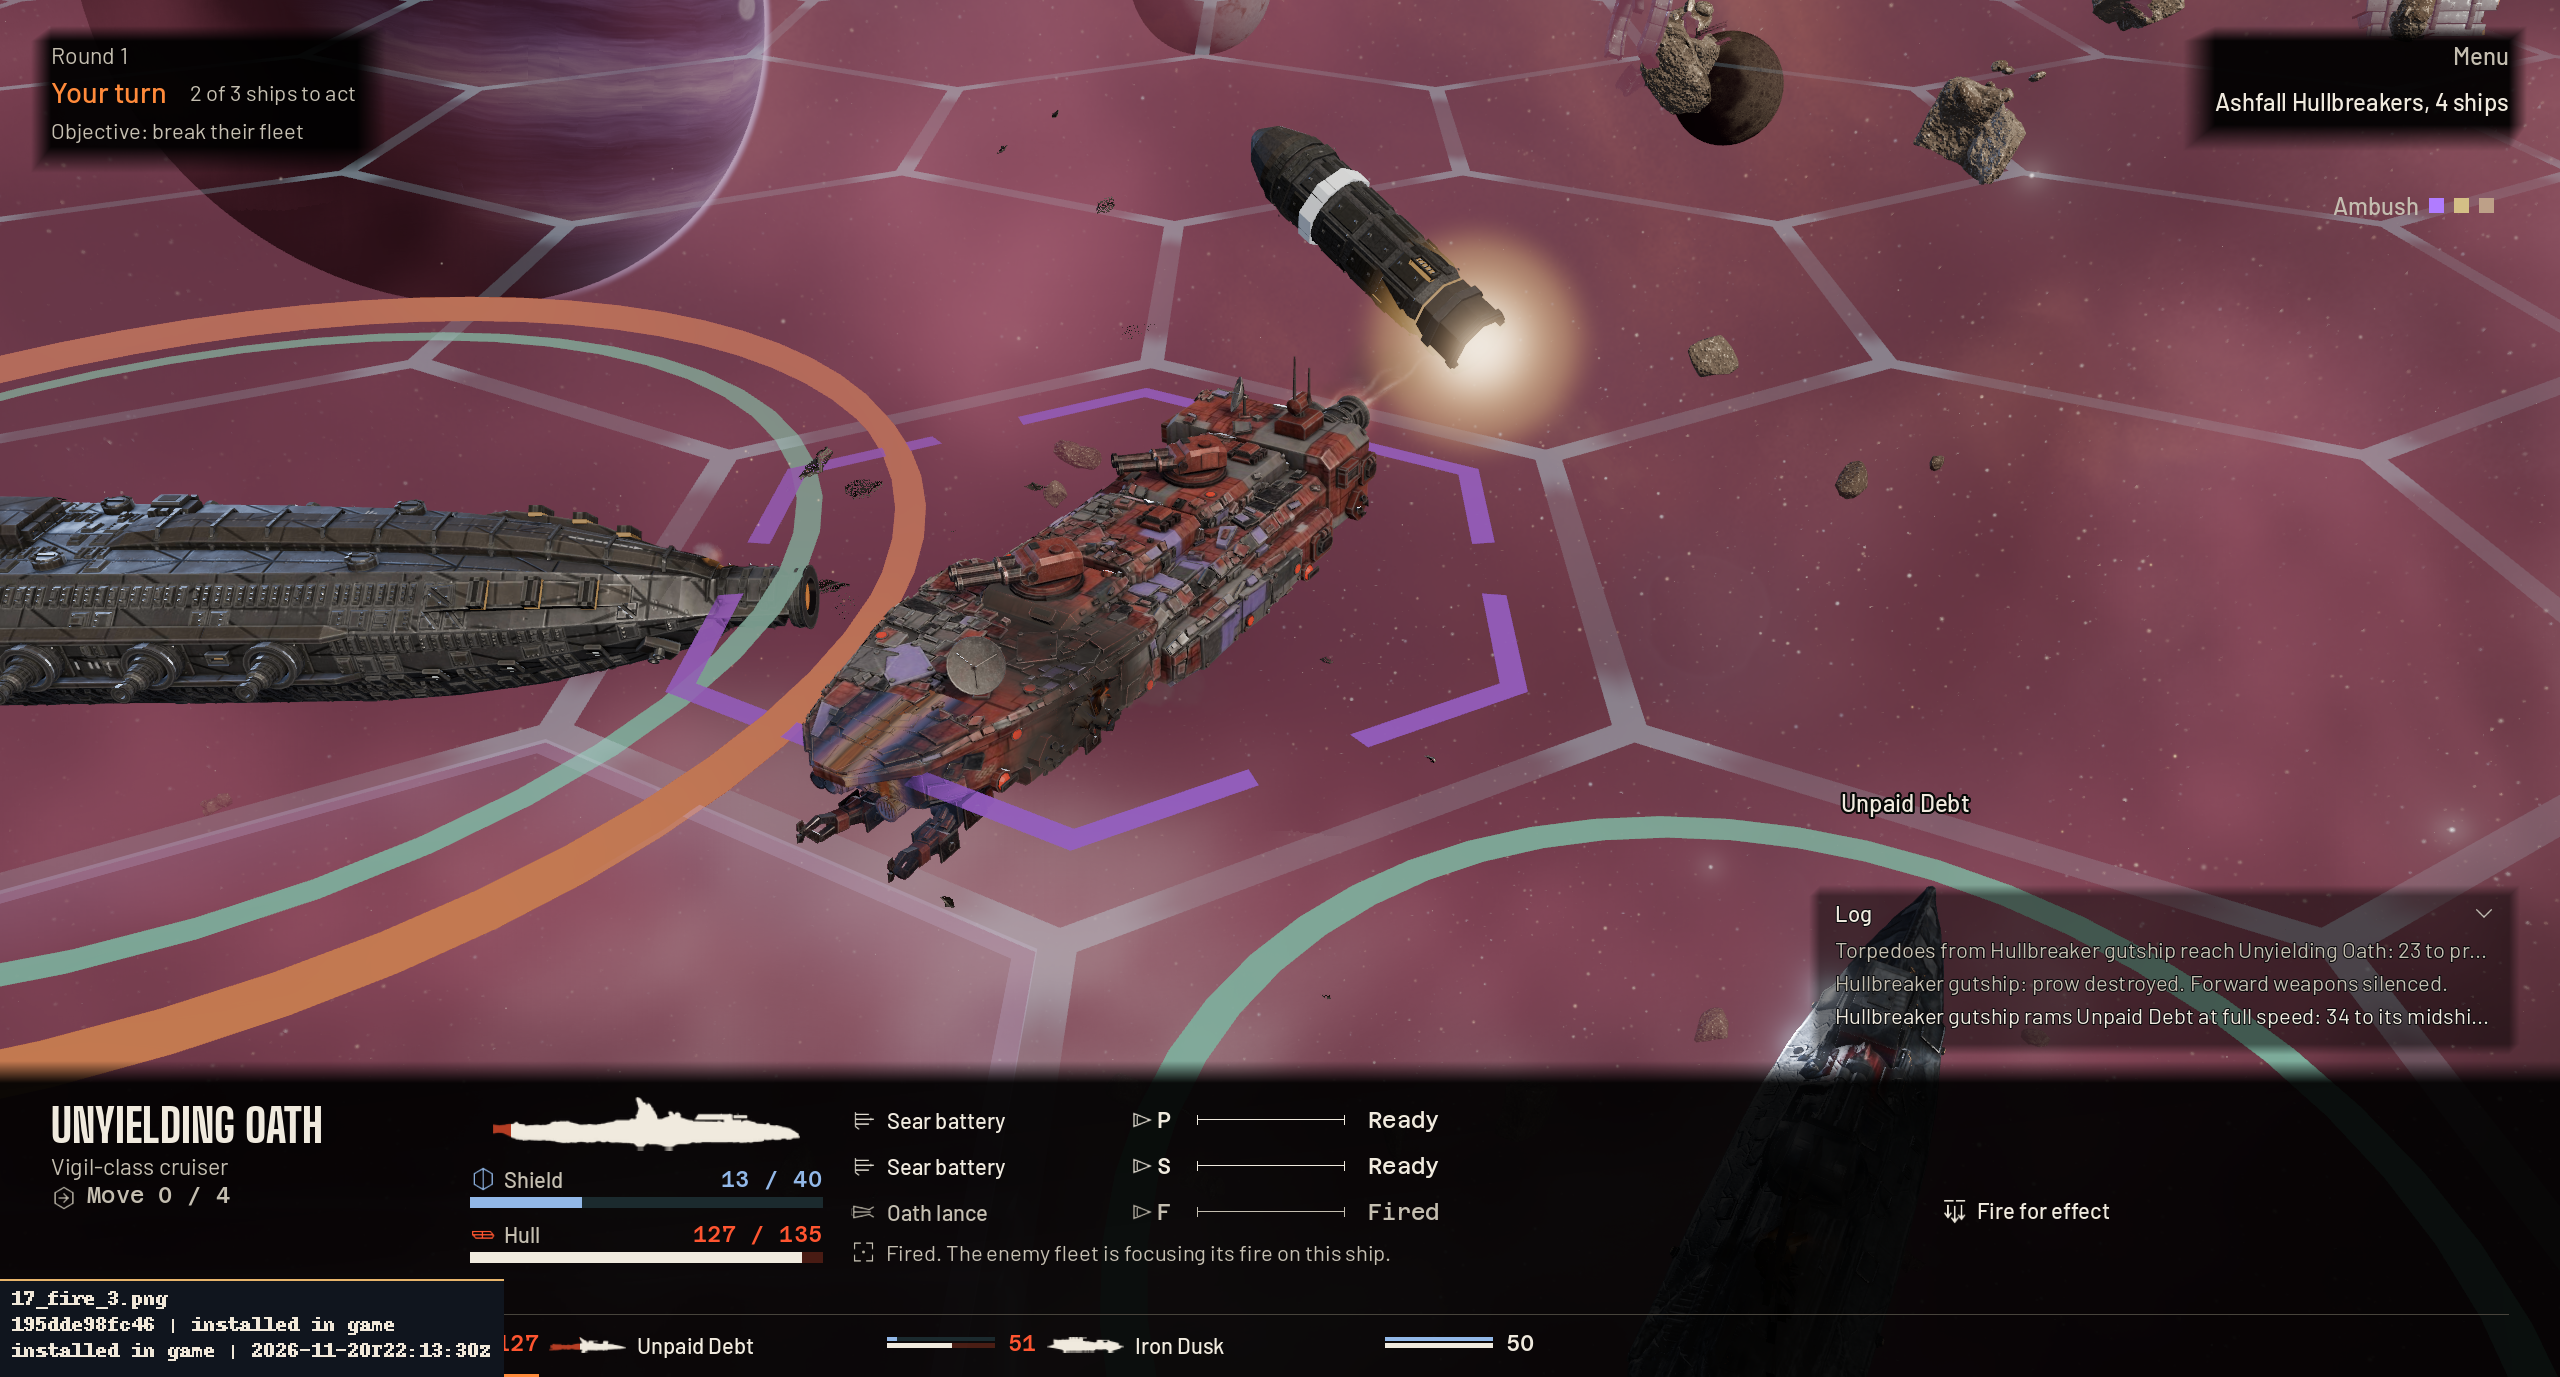 Round 1
Your turn 2 of 3 ships to act
Objective: break their fleet
Menu
Ashfall Hullbreakers, 4 ships
Ambush
Unpaid Debt
Log
Torpedoes from Hullbreaker gutship reach Unyielding Oath: 23 to pr...
Hullbreaker gutship: prow destroyed. Forward weapons silenced.
Hullbreaker gutship rams Unpaid Debt at full speed: 34 to its midshi...
UNYIELDING OATH
Vigil-class cruiser
Move 0 / 4
Shield 13 / 40
Hull 127 / 135
Sear battery P Ready
Sear battery S Ready
Oath lance F Fired
Fired. The enemy fleet is focusing its fire on this ship.
Fire for effect
17_fire_3.png
195dde98fc46 | installed in game
installed in game | 2026-11-20T22:13:30Z
127 Unpaid Debt 51 Iron Dusk 50